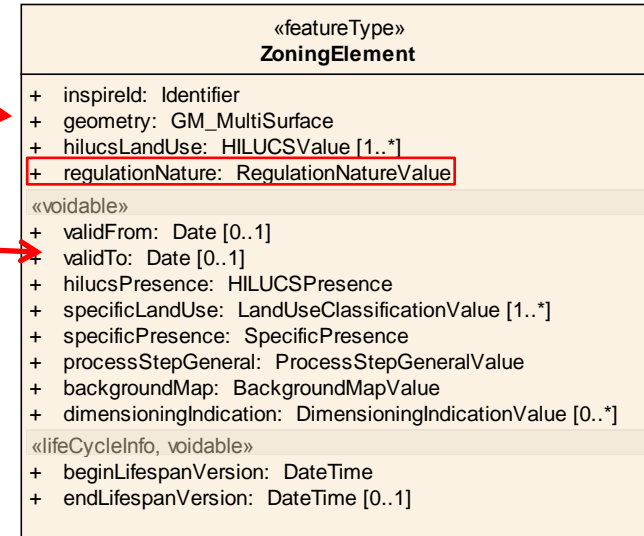 «featureType»
ZoningElement
+ inspireId: Identifier
+ geometry: GM_MultiSurface
+ hilucsLandUse: HILUCSValue [1..*]
+ regulationNature: RegulationNatureValue
«voidable»
+ validFrom: Date [0..1]
+ validTo: Date [0..1]
+ hilucsPresence: HILUCSPresence
+ specificLandUse: LandUseClassificationValue [1..*]
+ specificPresence: SpecificPresence
+ processStepGeneral: ProcessStepGeneralValue
+ backgroundMap: BackgroundMapValue
+ dimensioningIndication: DimensioningIndicationValue [0..*]
«lifeCycleInfo, voidable»
+ beginLifespanVersion: DateTime
+ endLifespanVersion: DateTime [0..1]